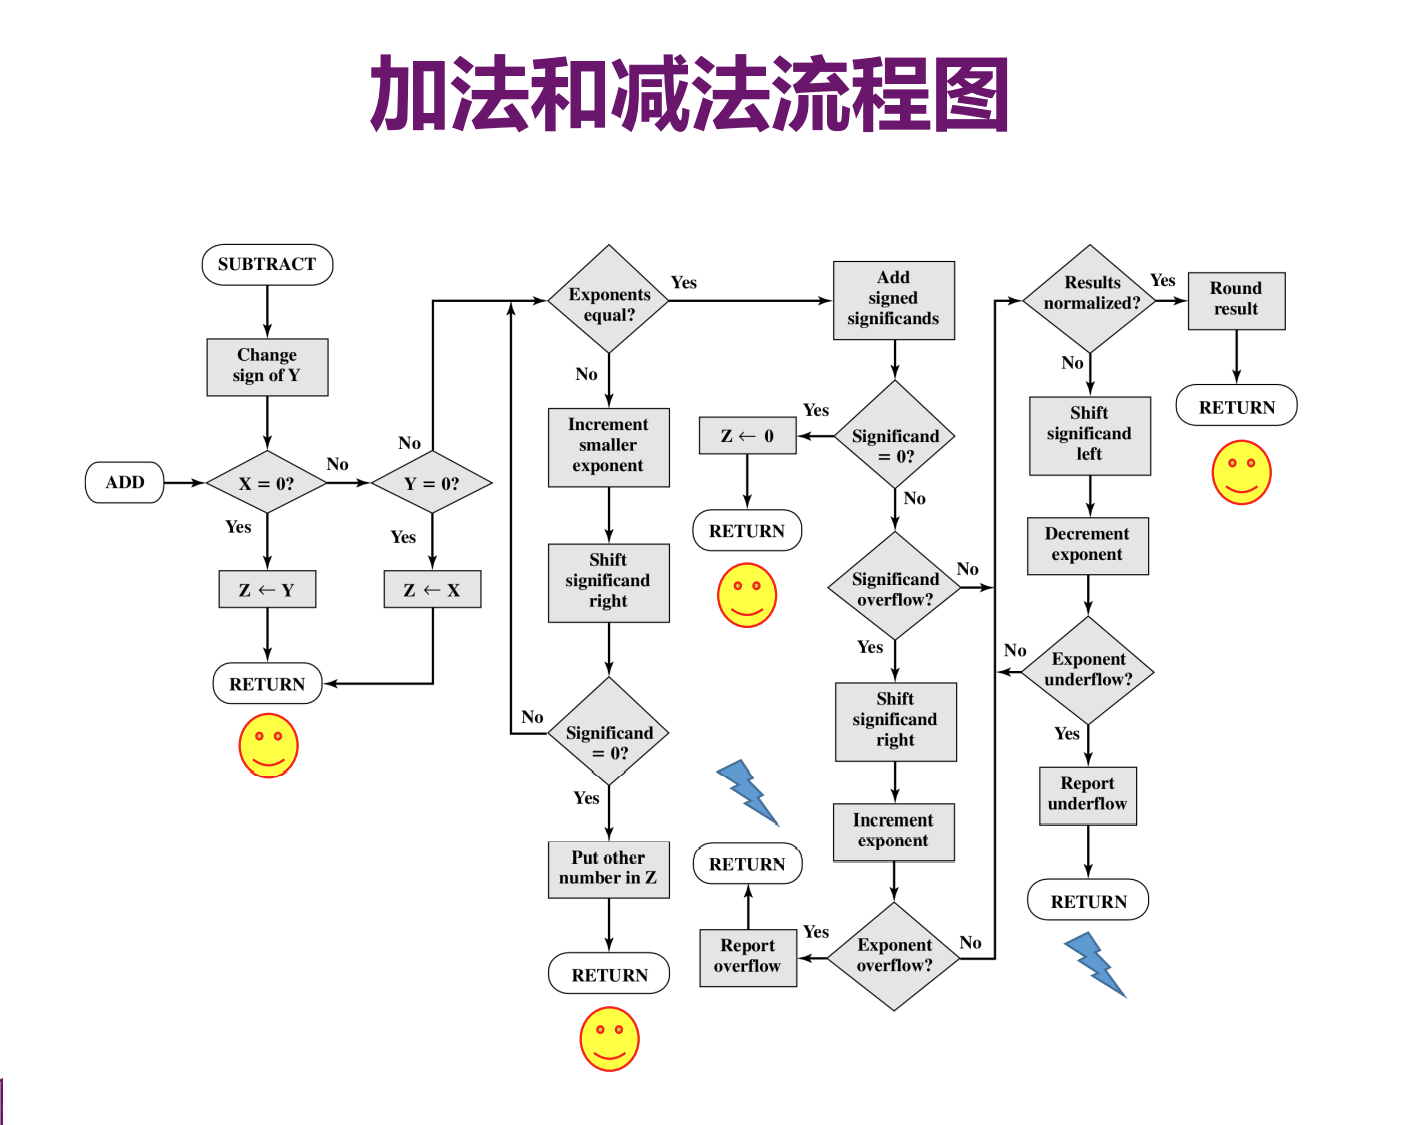 加法和减法流程图
SUBTRACT
Change
sign of Y
ADD
X = 0?
No
Yes
Z ← Y
RETURN
Y = 0?
No
Yes
Z ← X
Exponents
equal?
Yes
No
Increment
smaller
exponent
Shift
significand
right
Significand
= 0?
No
Yes
Put other
number in Z
RETURN
Add
signed
significands
Significand
= 0?
Yes
Z ← 0
RETURN
No
Significand
overflow?
No
Yes
Shift
significand
right
Increment
exponent
Exponent
overflow?
Yes
Report
overflow
RETURN
No
Results
normalized?
Yes
Round
result
RETURN
No
Shift
significand
left
Decrement
exponent
Exponent
underflow?
No
Yes
Report
underflow
RETURN